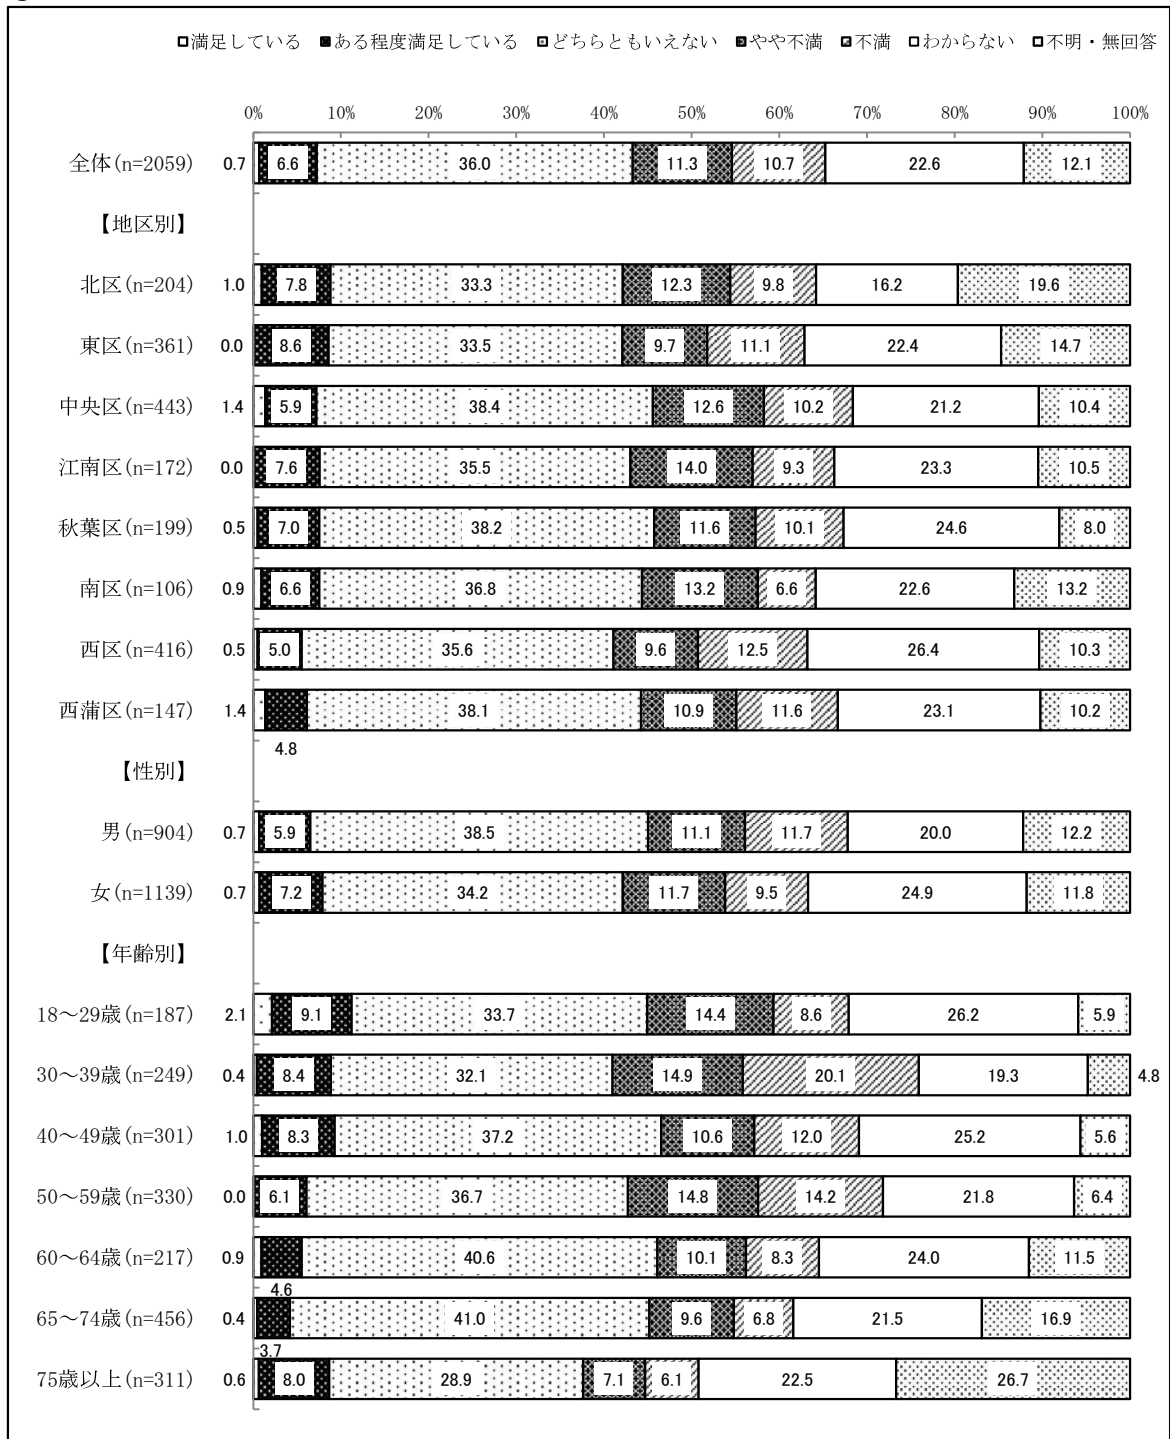 満足している ある程度満足している どちらともいえない やや不満 不満 わからない 不明・無回答
0% 10% 20% 30% 40% 50% 60% 70% 80% 90% 100%
全体(n=2059) 0.7 6.6 36.0 11.3 10.7 22.6 12.1
【地区別】
北区(n=204) 1.0 7.8 33.3 12.3 9.8 16.2 19.6
東区(n=361) 0.0 8.6 33.5 9.7 11.1 22.4 14.7
中央区(n=443) 1.4 5.9 38.4 12.6 10.2 21.2 10.4
江南区(n=172) 0.0 7.6 35.5 14.0 9.3 23.3 10.5
秋葉区(n=199) 0.5 7.0 38.2 11.6 10.1 24.6 8.0
南区(n=106) 0.9 6.6 36.8 13.2 6.6 22.6 13.2
西区(n=416) 0.5 5.0 35.6 9.6 12.5 26.4 10.3
西蒲区(n=147) 1.4 38.1 10.9 11.6 23.1 10.2
4.8
【性別】
男(n=904) 0.7 5.9 38.5 11.1 11.7 20.0 12.2
女(n=1139) 0.7 7.2 34.2 11.7 9.5 24.9 11.8
【年齢別】
18～29歳(n=187) 2.1 9.1 33.7 14.4 8.6 26.2 5.9
30～39歳(n=249) 0.4 8.4 32.1 14.9 20.1 19.3 4.8
40～49歳(n=301) 1.0 8.3 37.2 10.6 12.0 25.2 5.6
50～59歳(n=330) 0.0 6.1 36.7 14.8 14.2 21.8 6.4
60～64歳(n=217) 0.9 40.6 10.1 8.3 24.0 11.5
4.6
65～74歳(n=456) 0.4 41.0 9.6 6.8 21.5 16.9
3.7
75歳以上(n=311) 0.6 8.0 28.9 7.1 6.1 22.5 26.7